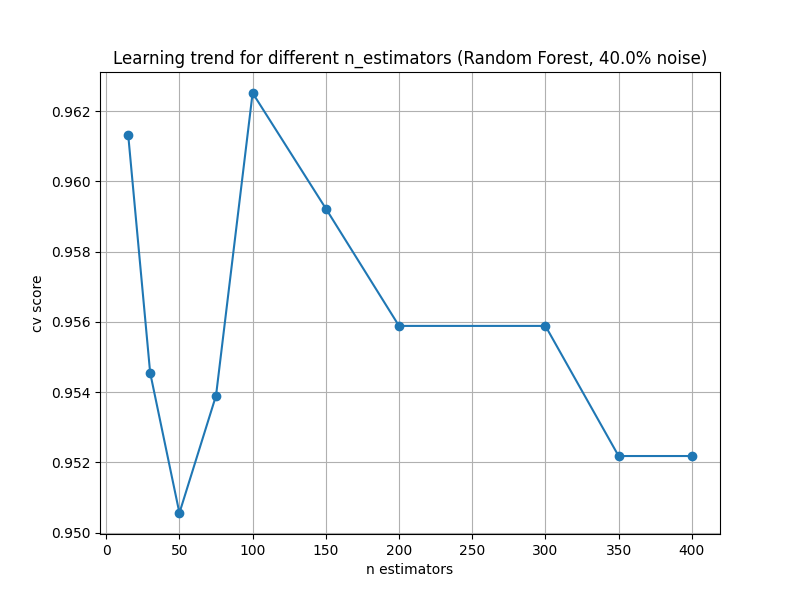 Learning trend for different n_estimators (Random Forest, 40.0% noise)
0.962
0.960
0.958
0.956
0.954
0.952
0.950
cv score
0 50 100 150 200 250 300 350 400
n estimators